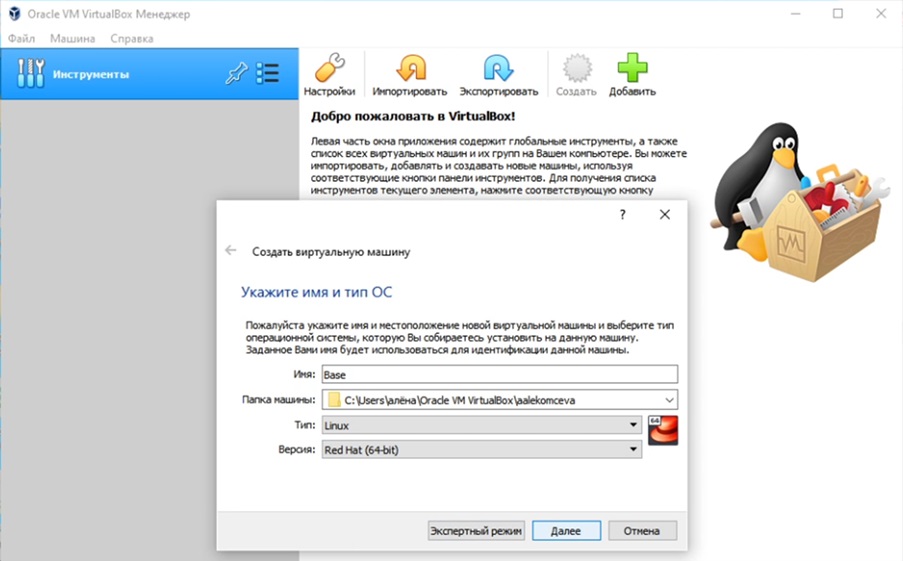 Oracle VM VirtualBox Менеджер
Файл Машина Справка
Инструменты
Настройки Импортировать Экспортировать Создать Добавить
Добро пожаловать в VirtualBox!
Левая часть окна приложения содержит глобальные инструменты, а также
список всех виртуальных машин и их групп на Вашем компьютере. Вы можете
импортировать, добавлять и создавать новые машины, используя
соответствующие кнопки панели инструментов. Для получения списка
инструментов текущего элемента, нажмите соответствующую кнопку
?
Создать виртуальную машину
Укажите имя и тип ОС
Пожалуйста укажите имя и местоположение новой виртуальной машины и выберите тип
операционной системы, которую Вы собираетесь установить на данную машину.
Заданное Вами имя будет использоваться для идентификации данной машины.
Имя: Base
Папка машины: C:\Users\алёна\Oracle VM VirtualBox\aalekomceva
Тип: Linux
64
Версия: Red Hat (64-bit)
Экспертный режим Далее Отмена